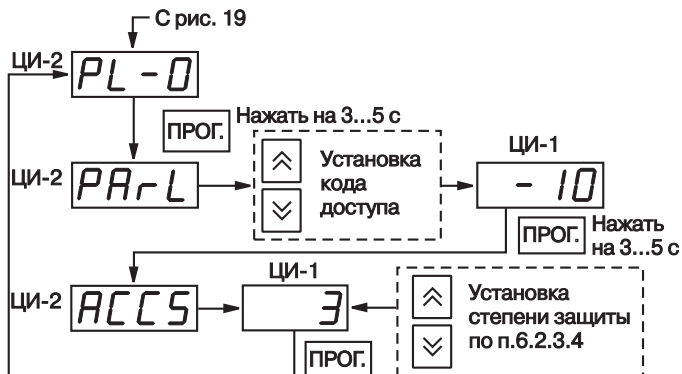 С рис. 19
ЦИ-2
PL-0
ПРОГ.
Нажать на 3...5 с
ЦИ-2
PArL
Установка
кода
доступа
ЦИ-1
- 10
ПРОГ.
Нажать
на 3...5 с
ЦИ-2
ACCS
ЦИ-1
3
Установка
степени защиты
по п.6.2.3.4
ПРОГ.